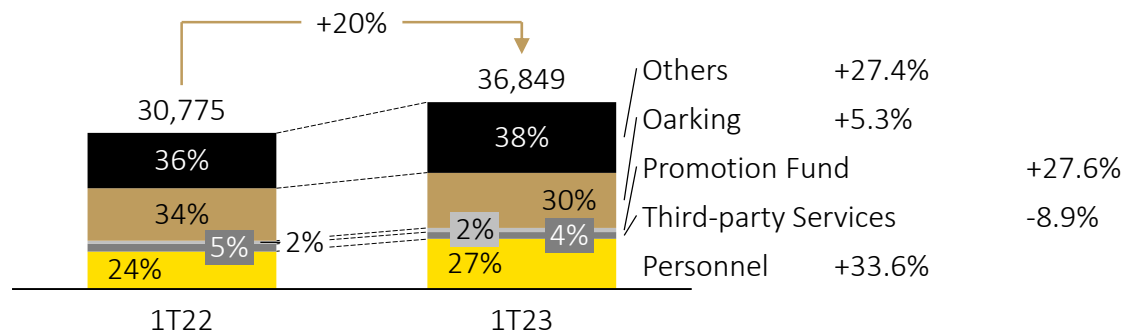 +20%
30,775
36,849
36%
38%
34%
30%
5%
2%
2%
4%
24%
27%
1T22
1T23
Others +27.4%
Oarking +5.3%
Promotion Fund +27.6%
Third-party Services -8.9%
Personnel +33.6%